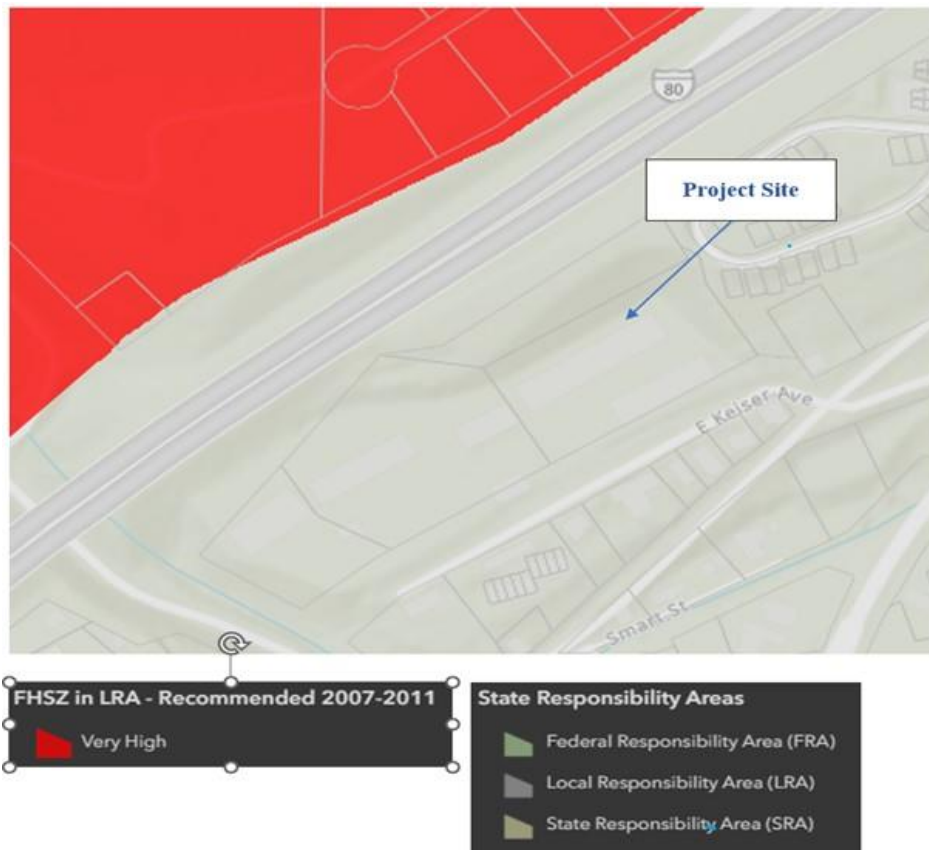 80
Project Site
E Keiser Ave
Smart St
FHSZ in LRA - Recommended 2007-2011
Very High
State Responsibility Areas
Federal Responsibility Area (FRA)
Local Responsibility Area (LRA)
State Responsibility Area (SRA)